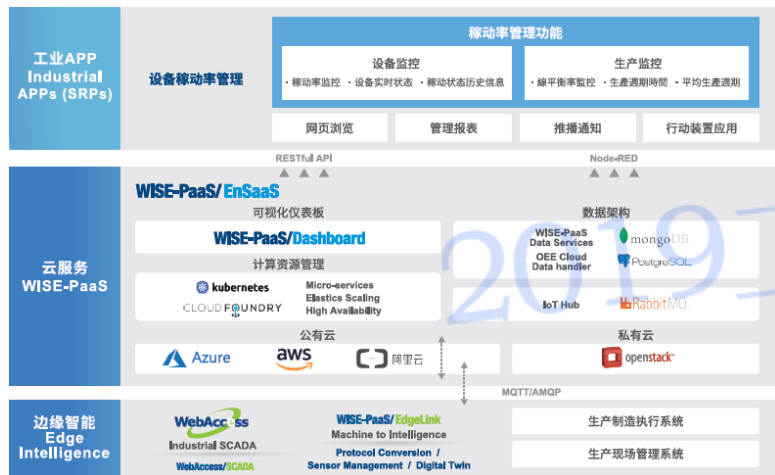 工业APP
Industrial
APPs (SRPs)
设备稼动率管理
稼动率管理功能
设备监控
·稼动率监控 ·设备实时状态 ·稼动状态历史信息
生产监控
·線平衡率監控 ·生產週期時間 ·平均生產週期
网页浏览
管理报表
推播通知
行动装置应用
RESTful API
Node-RED
云服务
WISE-PaaS
WISE-PaaS/EnSaaS
可视化仪表板
WISE-PaaS/Dashboard
计算资源管理
kubernetes
CLOUD FOUNDRY
Micro-services
Elastics Scaling
High Availability
数据架构
WISE-PaaS
Data Services
mongoDB
OEE Cloud
Data handler
PostgreSQL
IoT Hub
RabbitMQ
公有云
Azure
aws
阿里云
私有云
openstack
2019
MQTT/AMQP
边缘智能
Edge
Intelligence
WebAccess
Industrial SCADA
WebAccess/SCADA
WISE-PaaS/EdgeLink
Machine to Intelligence
Protocol Conversion /
Sensor Management / Digital Twin
生产制造执行系统
生产现场管理系统